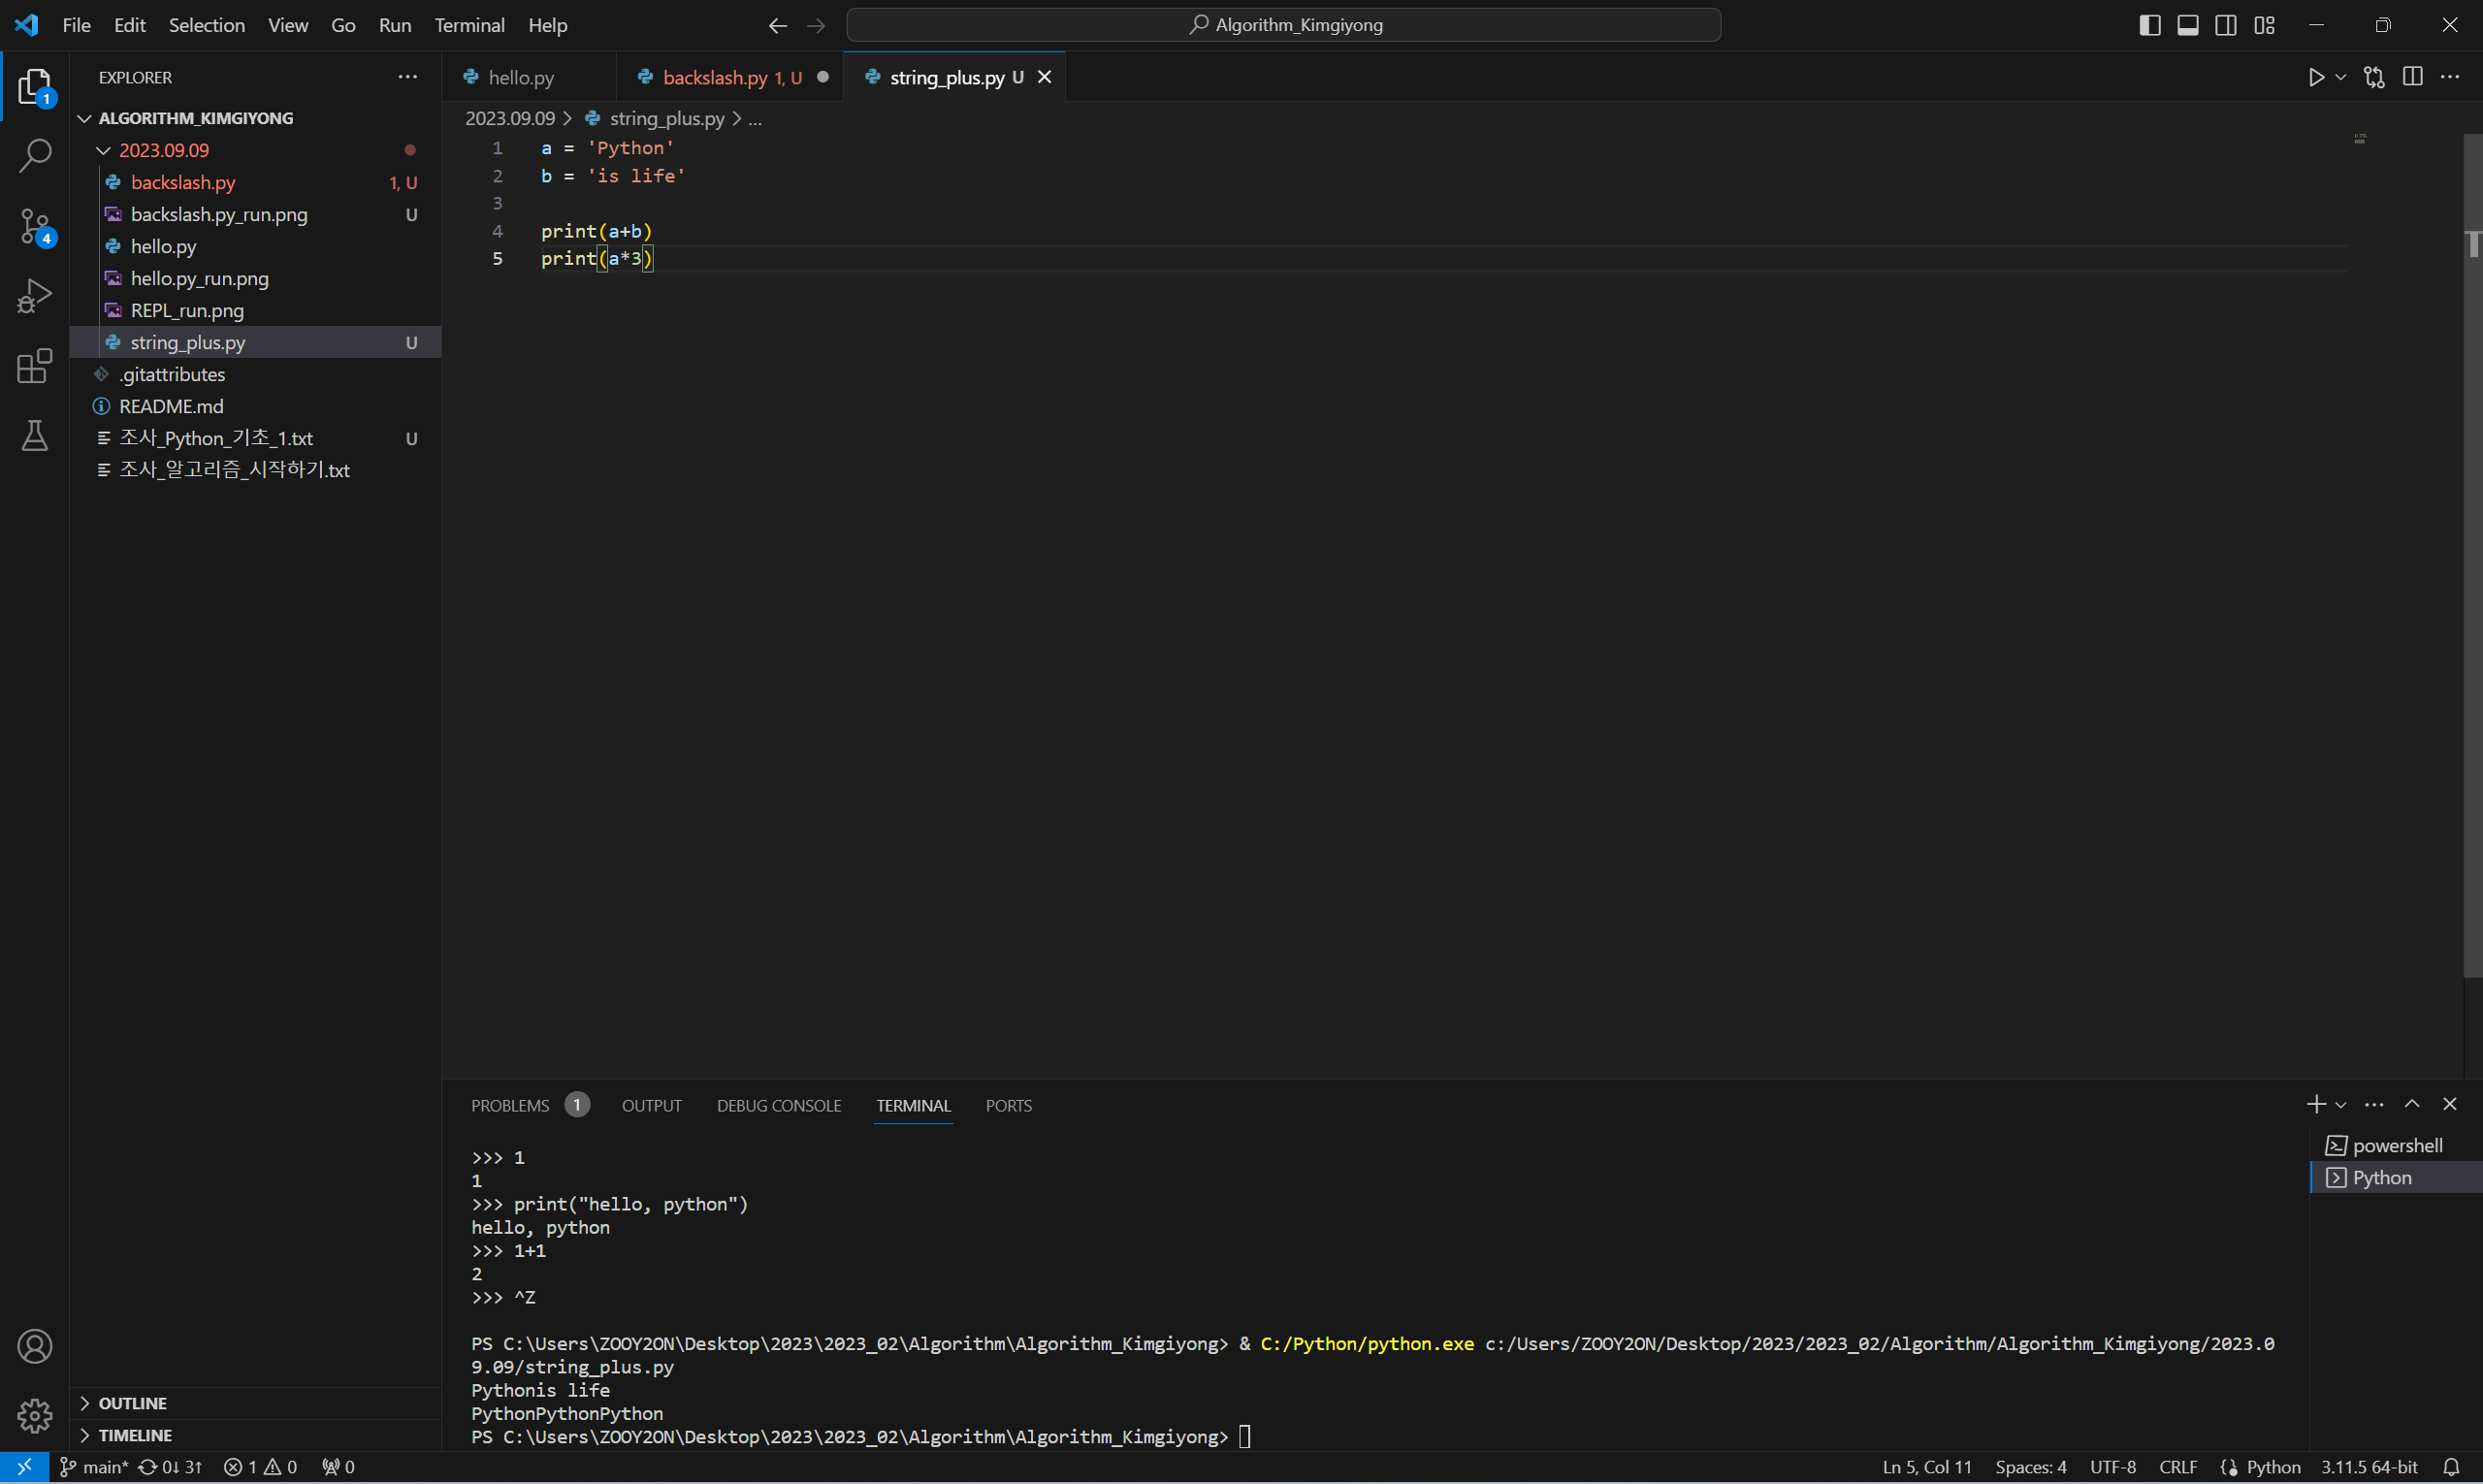 File Edit Selection View Go Run Terminal Help
Algorithm_Kimgiyong
EXPLORER
ALGORITHM_KIMGIYONG
2023.09.09
backslash.py 1, U
backslash.py_run.png U
hello.py
hello.py_run.png
REPL_run.png
string_plus.py U
.gitattributes
README.md
조사_Python_기초_1.txt U
조사_알고리즘_시작하기.txt
OUTLINE
TIMELINE
1
4
hello.py backslash.py 1, U string_plus.py U
2023.09.09 > string_plus.py > ...
1 a = 'Python'
2 b = 'is life'
3
4 print(a+b)
5 print(a*3)
PROBLEMS 1 OUTPUT DEBUG CONSOLE TERMINAL PORTS
>>> 1
1
>>> print("hello, python")
hello, python
>>> 1+1
2
>>> ^Z
PS C:\Users\ZOOY2ON\Desktop\2023\2023_02\Algorithm\Algorithm_Kimgiyong> & C:/Python/python.exe c:/Users/ZOOY2ON/Desktop/2023/2023_02/Algorithm/Algorithm_Kimgiyong/2023.0
9.09/string_plus.py
Pythonis life
PythonPythonPython
PS C:\Users\ZOOY2ON\Desktop\2023\2023_02\Algorithm\Algorithm_Kimgiyong>
powershell
Python
main* 0↓ 3↑ 1 0 0 Ln 5, Col 11 Spaces: 4 UTF-8 CRLF Python 3.11.5 64-bit